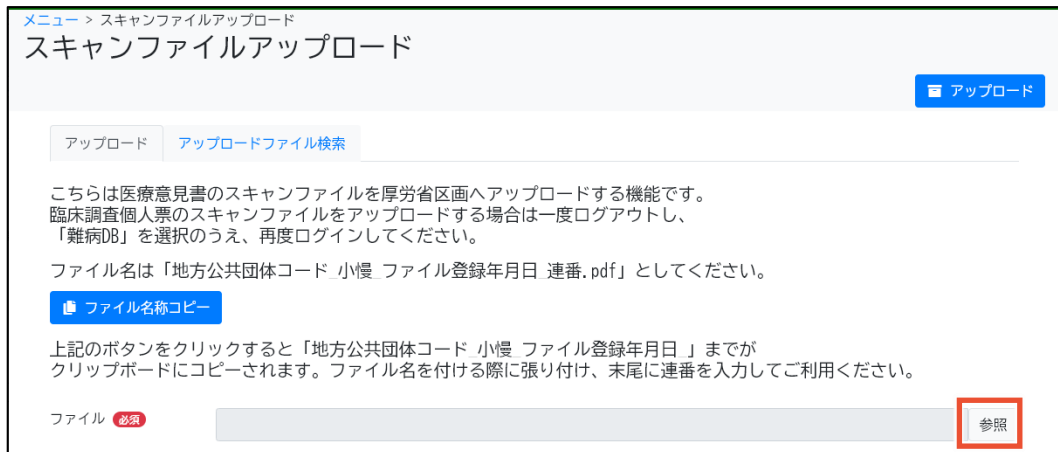 メニュー > スキャンファイルアップロード
スキャンファイルアップロード
アップロード
アップロード アップロードファイル検索
こちらは医療意見書のスキャンファイルを厚労省区画へアップロードする機能です。
臨床調査個人票のスキャンファイルをアップロードする場合は一度ログアウトし、
「難病DB」を選択のうえ、再度ログインしてください。
ファイル名は「地方公共団体コード_小慢_ファイル登録年月日_連番.pdf」としてください。
ファイル名称コピー
上記のボタンをクリックすると「地方公共団体コード_小慢_ファイル登録年月日_」までが
クリップボードにコピーされます。ファイル名を付ける際に張り付け、末尾に連番を入力してご利用ください。
ファイル 必須 参照